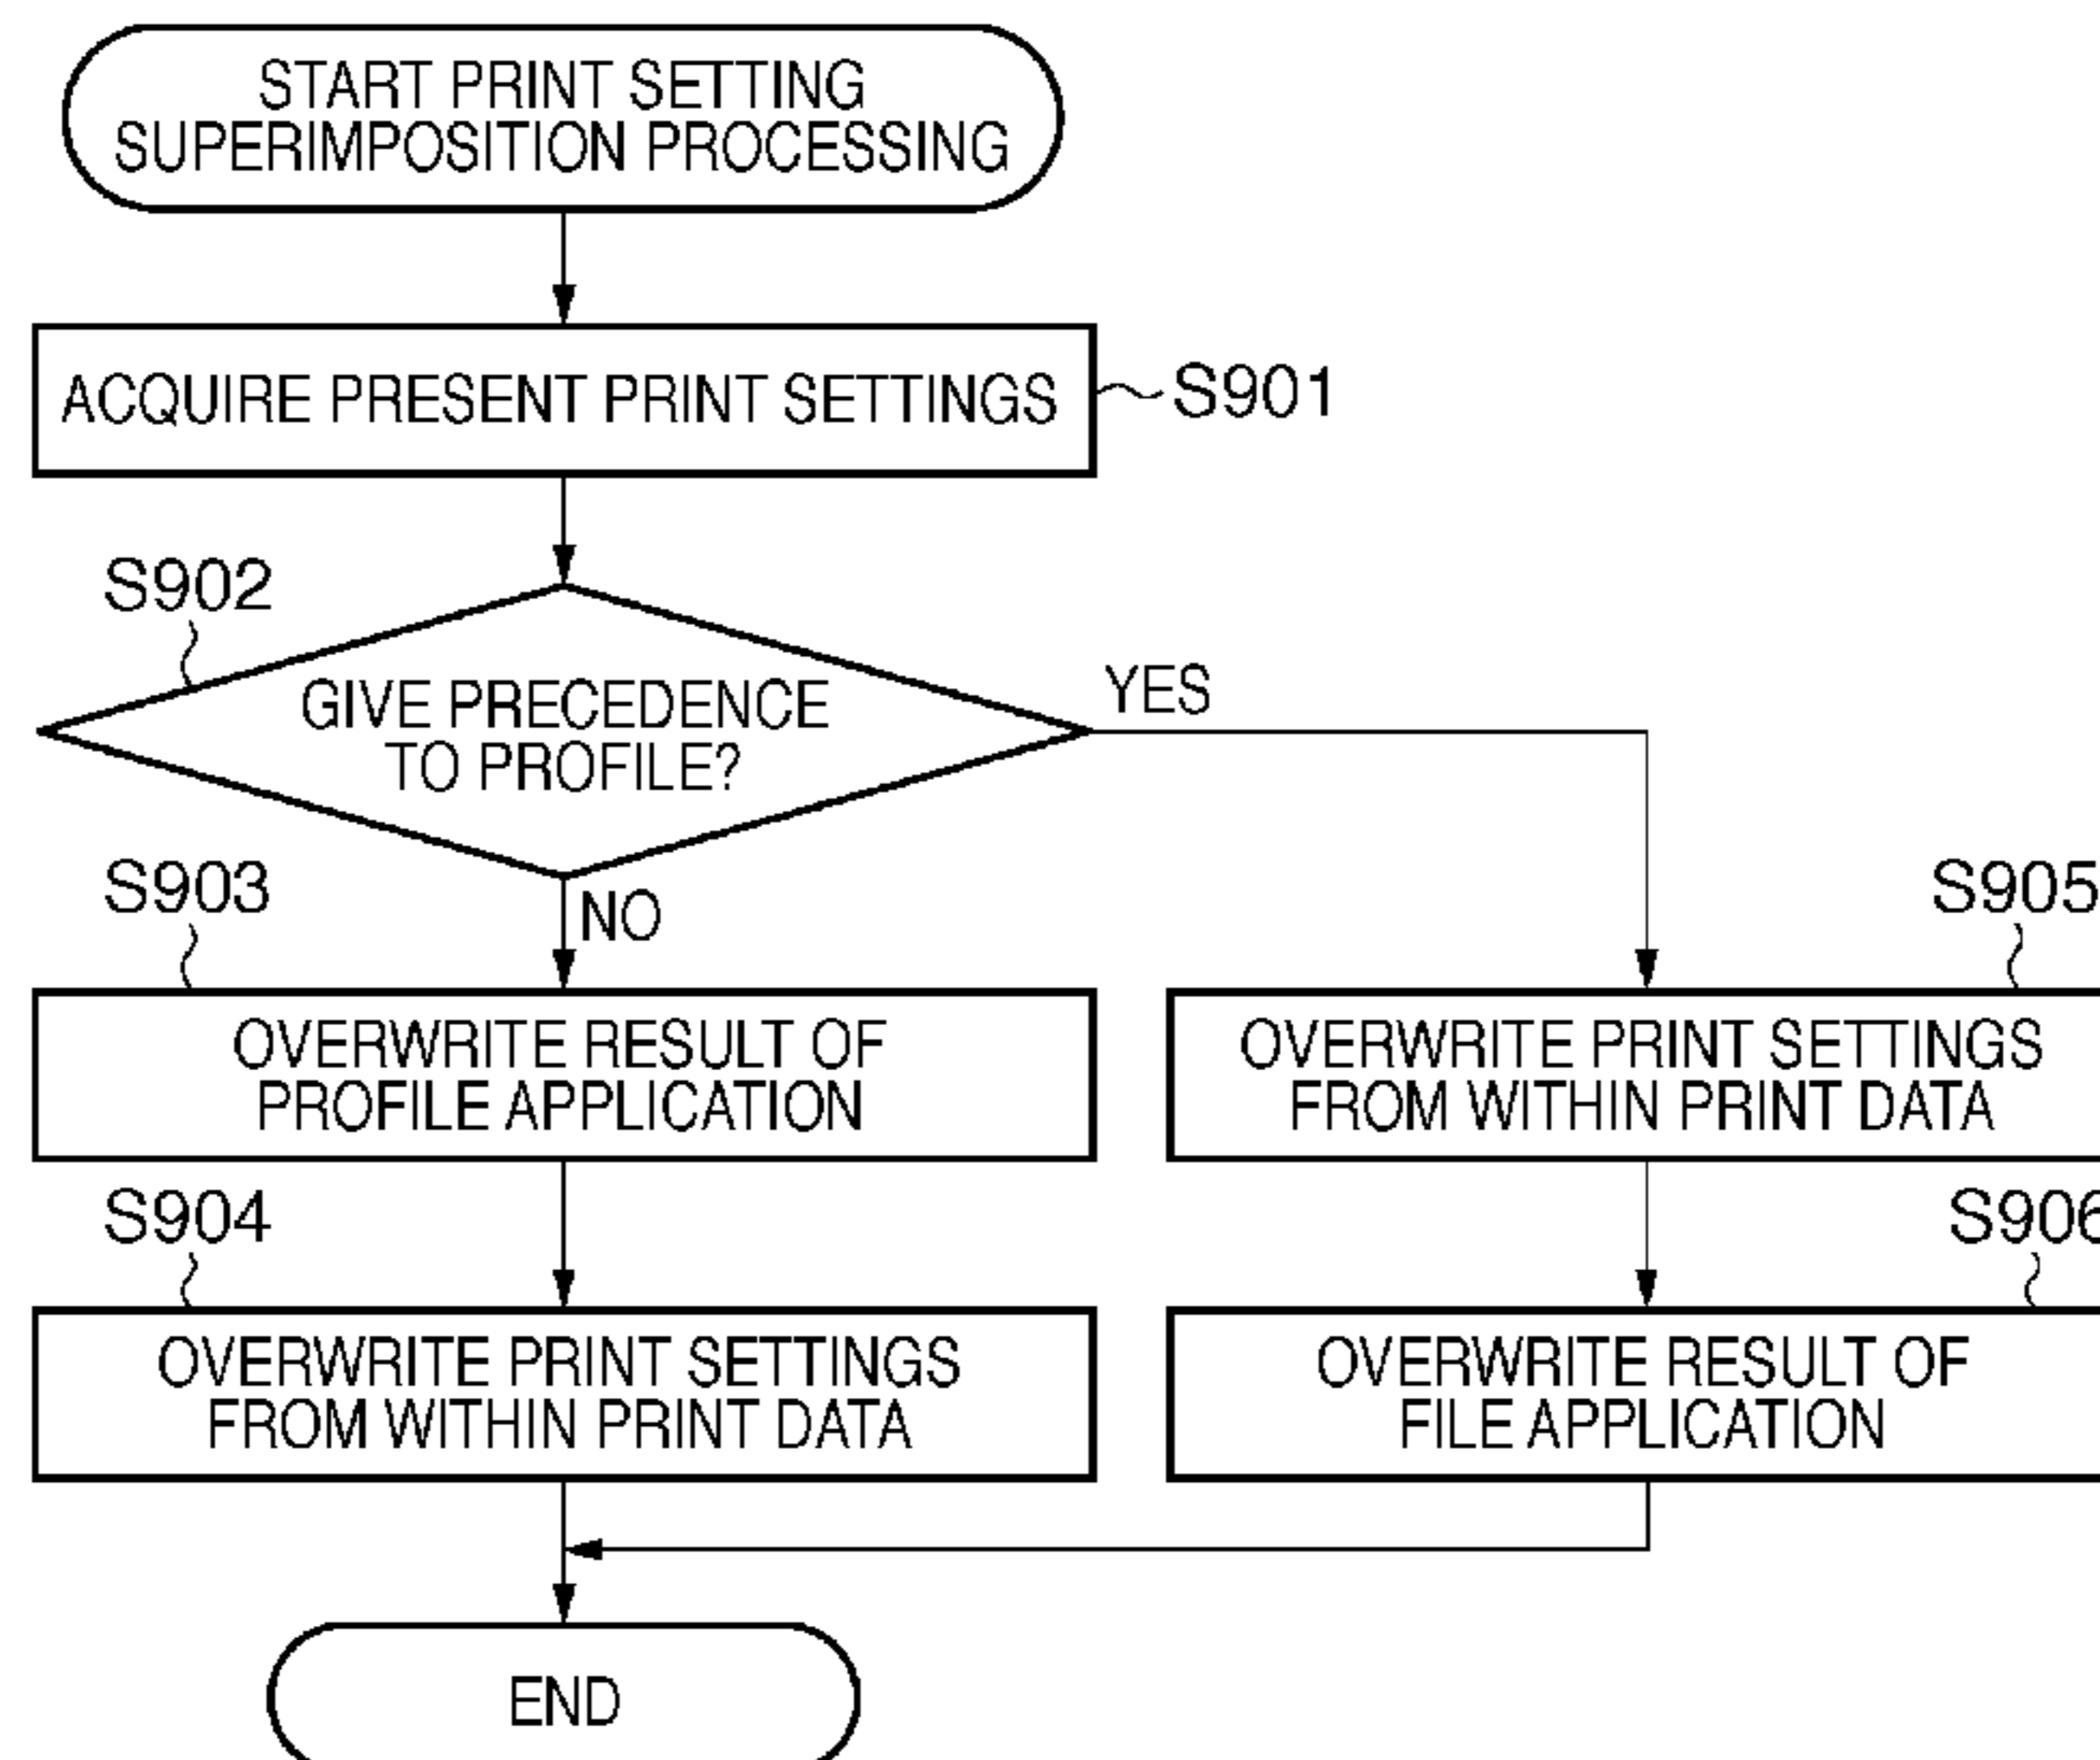 START PRINT SETTING
SUPERIMPOSITION PROCESSING
ACQUIRE PRESENT PRINT SETTINGS
S901
S902
GIVE PRECEDENCE
TO PROFILE?
YES
NO
S903
OVERWRITE RESULT OF
PROFILE APPLICATION
S905
OVERWRITE PRINT SETTINGS
FROM WITHIN PRINT DATA
S904
OVERWRITE PRINT SETTINGS
FROM WITHIN PRINT DATA
S906
OVERWRITE RESULT OF
FILE APPLICATION
END